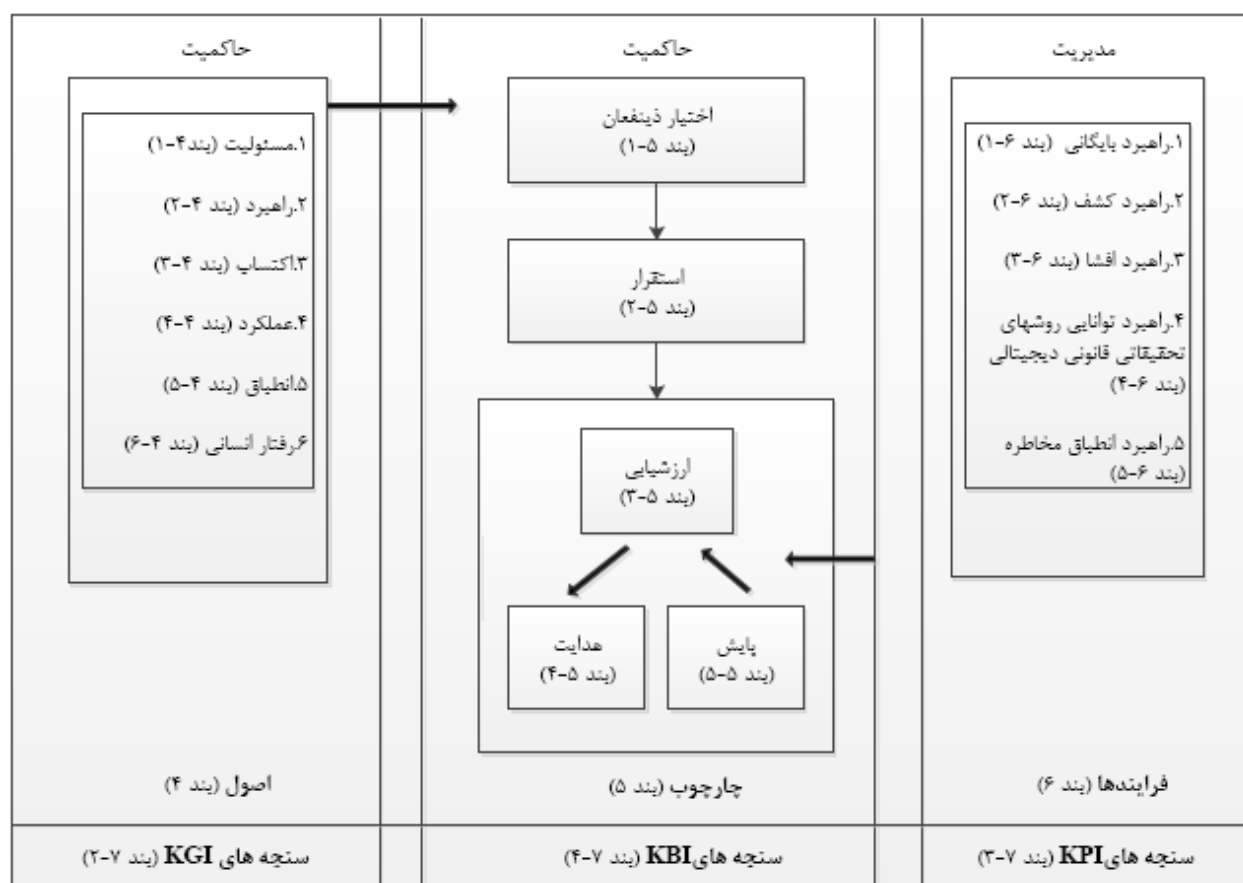 مدیریت
۱.راهبرد بایگانی (بند ۶-۱)
۲.راهبرد کشف (بند ۶-۲)
۳.راهبرد افشا (بند ۶-۳)
۴.راهبرد توانایی روشهای
تحقیقاتی قانونی دیجیتالی
(بند ۶-۴)
۵.راهبرد انطباق مخاطره
(بند ۶-۵)
فرایندها (بند ۶)
سنجه هایKPI (بند ۷-۳)
حاکمیت
اختیار ذینفعان
(بند ۵-۱)
استقرار
(بند ۵-۲)
ارزشیایی
(بند ۵-۳)
پایش
(بند ۵-۵)
هدایت
(بند ۵-۴)
چارچوب (بند ۵)
سنجه هایKBI (بند ۷-۴)
حاکمیت
۱.مسئولیت (بند۴-۱)
۲.راهبرد (بند ۴-۲)
۳.اکتساب (بند ۴-۳)
۴.عملکرد (بند ۴-۴)
۵.انطباق (بند ۴-۵)
۶.رفتار انسانی (بند ۴-۶)
اصول (بند ۴)
سنجه های KGI (بند ۷-۲)